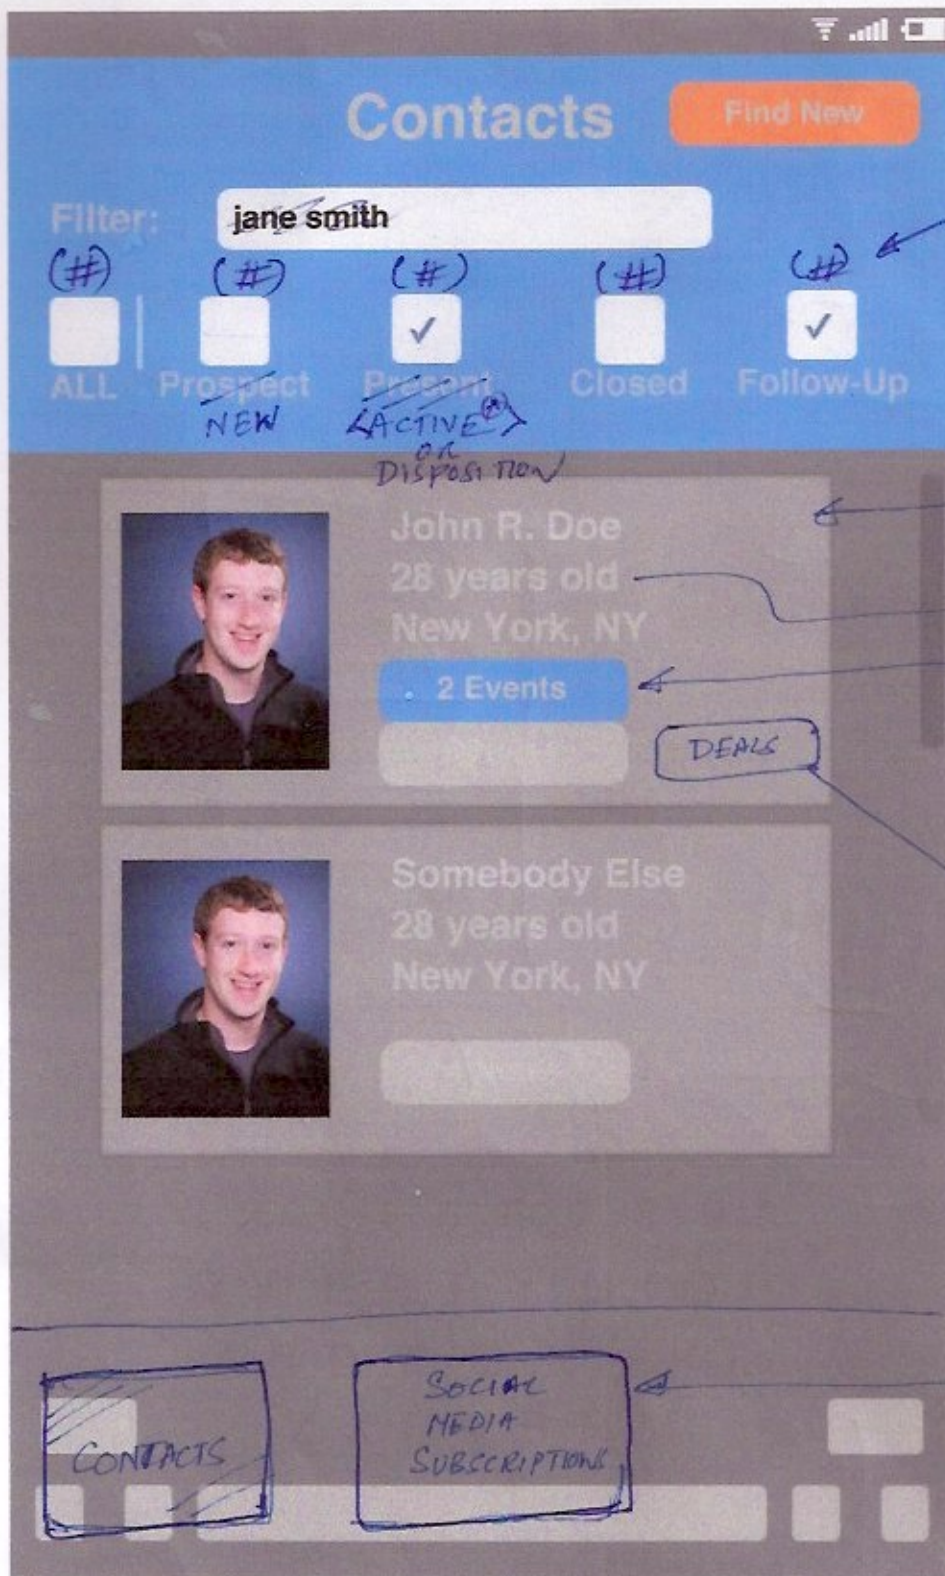 Contacts
Find New
Filter:
jane smith
(#) (#) (#) (#) (#)
ALL Prospect Present Closed Follow-Up
NEW <ACTIVE>
OR
DISPOSITION
John R. Doe
28 years old
New York, NY
2 Events
DEALS
Somebody Else
28 years old
New York, NY
SOCIAL
MEDIA
CONTACTS
SUBSCRIPTIONS